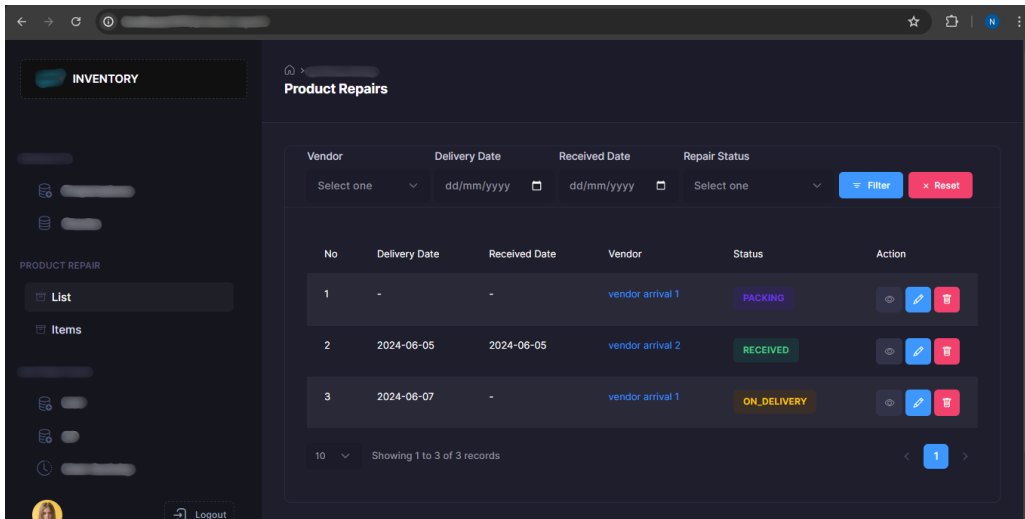 N
INVENTORY
Product Repairs
Vendor Delivery Date Received Date Repair Status
Select one dd/mm/yyyy dd/mm/yyyy Select one Filter × Reset
No Delivery Date Received Date Vendor Status Action
1 - - vendor arrival 1 PACKING
2 2024-06-05 2024-06-05 vendor arrival 2 RECEIVED
3 2024-06-07 - vendor arrival 1 ON_DELIVERY
10 Showing 1 to 3 of 3 records 1
PRODUCT REPAIR
List
Items
Logout